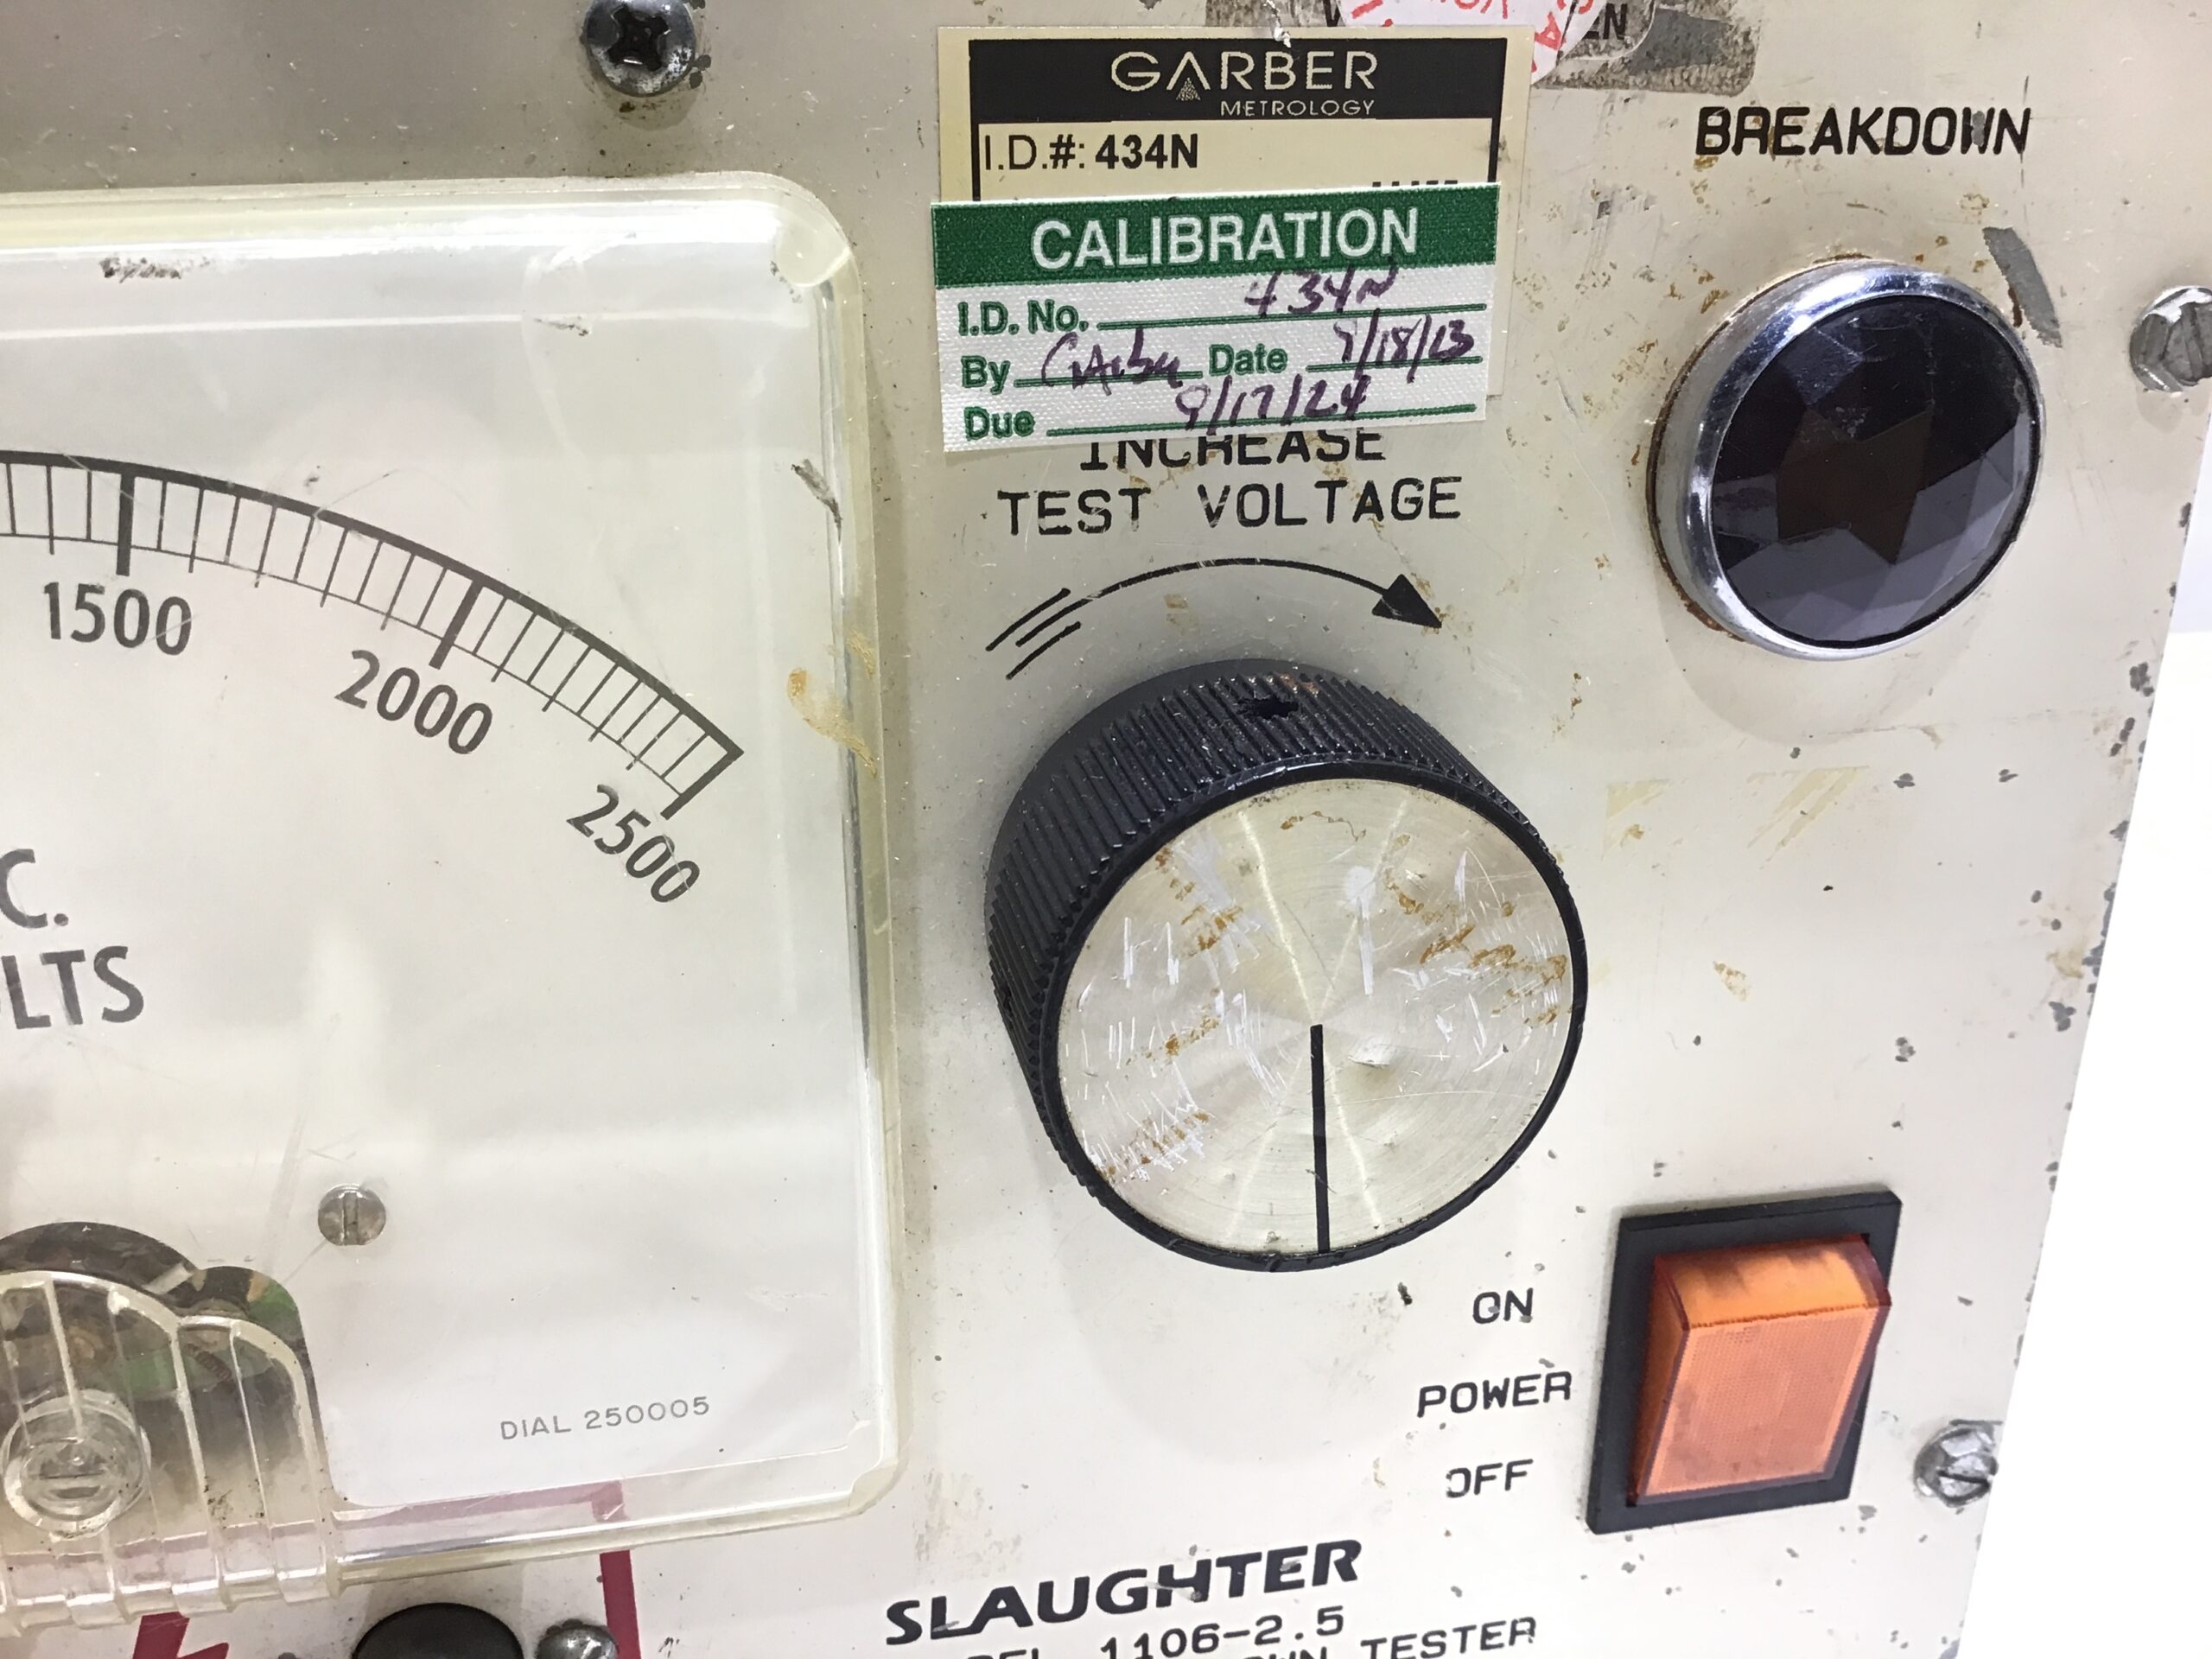 GARBER
METROLOGY
I.D.#: 434N
CALIBRATION
I.D. No. 434N
By Garber Date 9/18/23
Due 9/17/24
BREAKDOWN
INCREASE
TEST VOLTAGE
1500
2000
2500
C.
LTS
DIAL 250005
ON
POWER
OFF
SLAUGHTER
1106-2.5
TESTER